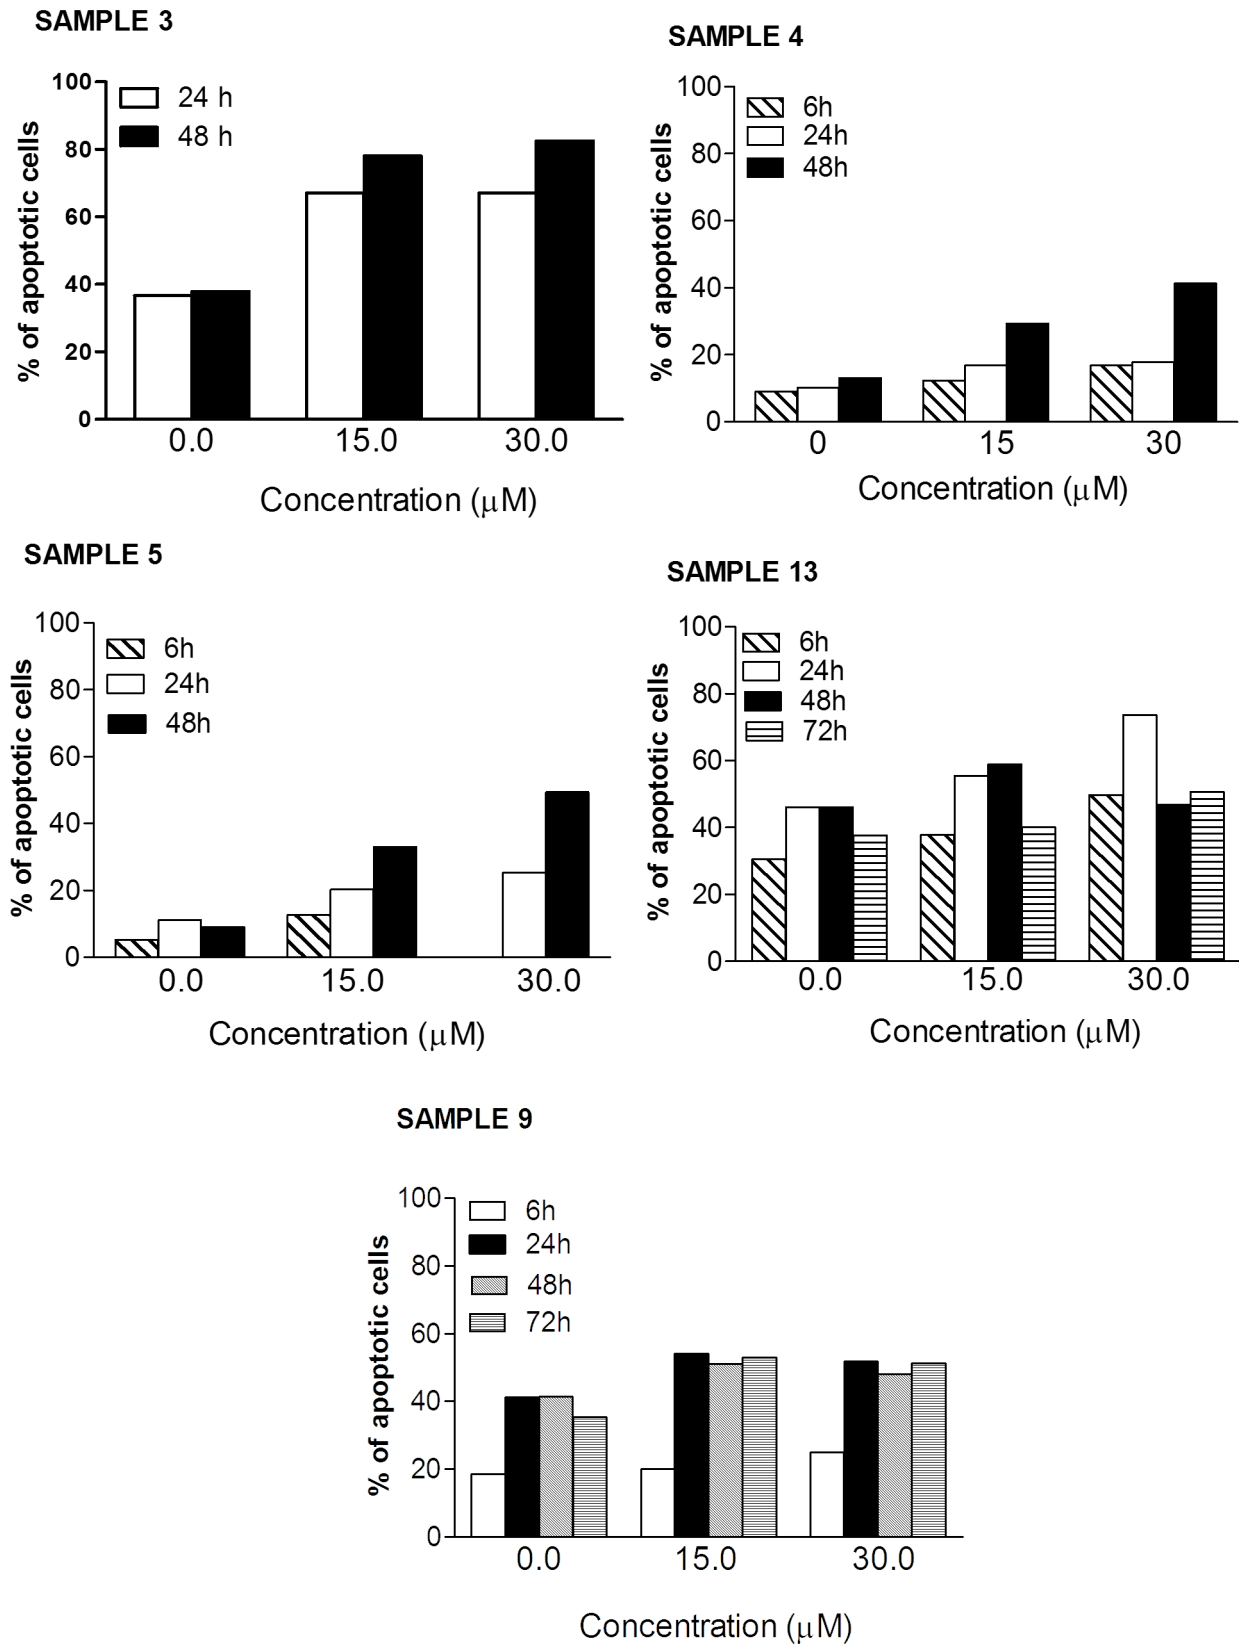 SAMPLE 3
100
80
60
40
20
0
% of apoptotic cells
24 h
48 h
0.0 15.0 30.0
Concentration (μM)
SAMPLE 4
100
80
60
40
20
0
% of apoptotic cells
6h
24h
48h
0 15 30
Concentration (μM)
SAMPLE 5
100
80
60
40
20
0
% of apoptotic cells
6h
24h
48h
0.0 15.0 30.0
Concentration (μM)
SAMPLE 13
100
80
60
40
20
0
% of apoptotic cells
6h
24h
48h
72h
0.0 15.0 30.0
Concentration (μM)
SAMPLE 9
100
80
60
40
20
0
% of apoptotic cells
6h
24h
48h
72h
0.0 15.0 30.0
Concentration (μM)